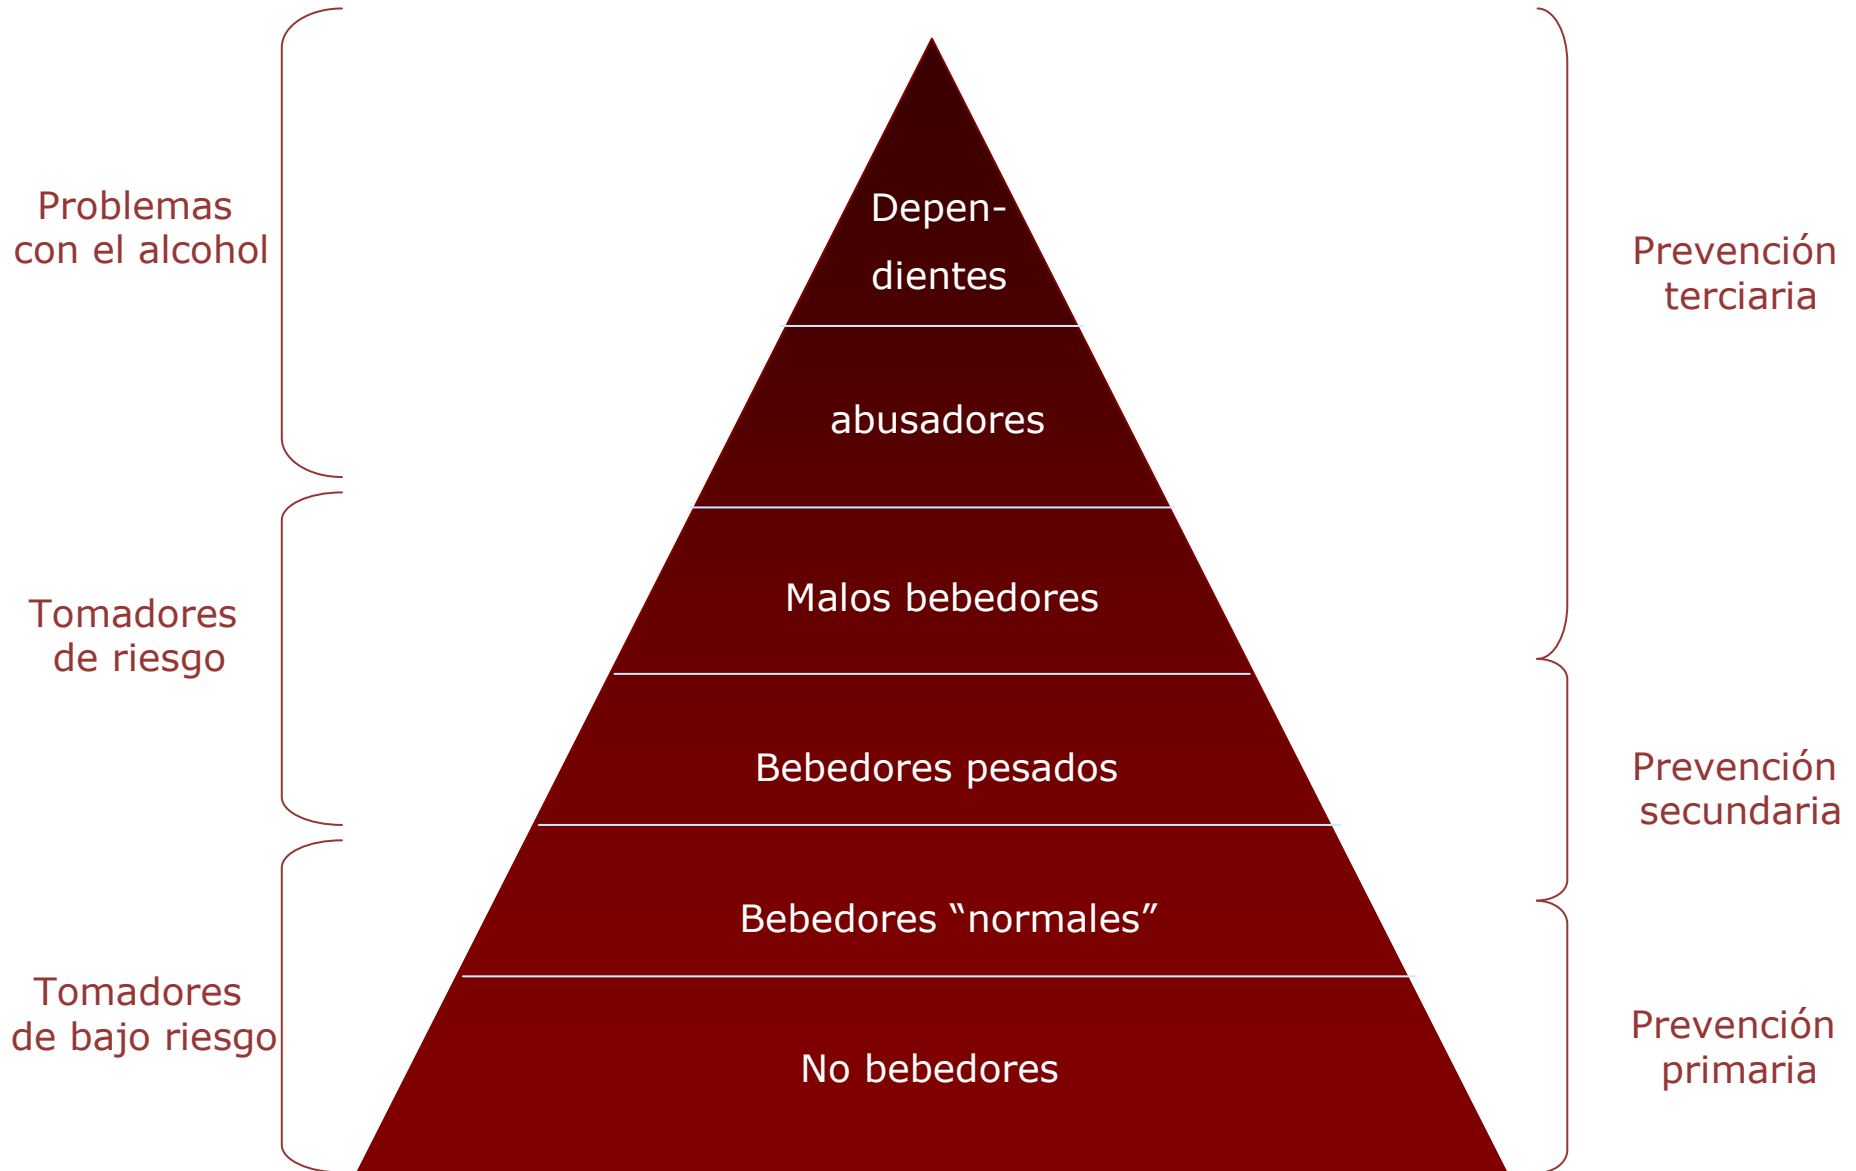 Problemas
con el alcohol
Tomadores
de riesgo
Tomadores
de bajo riesgo
Depen-
dientes
abusadores
Malos bebedores
Bebedores pesados
Bebedores “normales”
No bebedores
Prevención
terciaria
Prevención
secundaria
Prevención
primaria